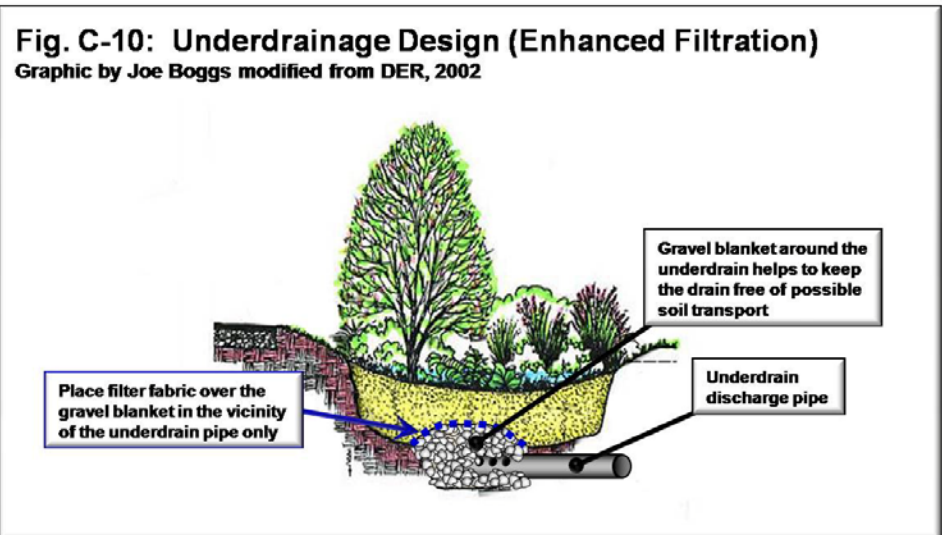 Fig. C-10:  Underdrainage Design (Enhanced Filtration)
Graphic by Joe Boggs modified from DER, 2002
Gravel blanket around the
underdrain helps to keep
the drain free of possible
soil transport
Place filter fabric over the
gravel blanket in the vicinity
of the underdrain pipe only
Underdrain
discharge pipe